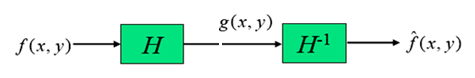 g(x, y)
f(x, y) H H⁻¹ f̂(x, y)